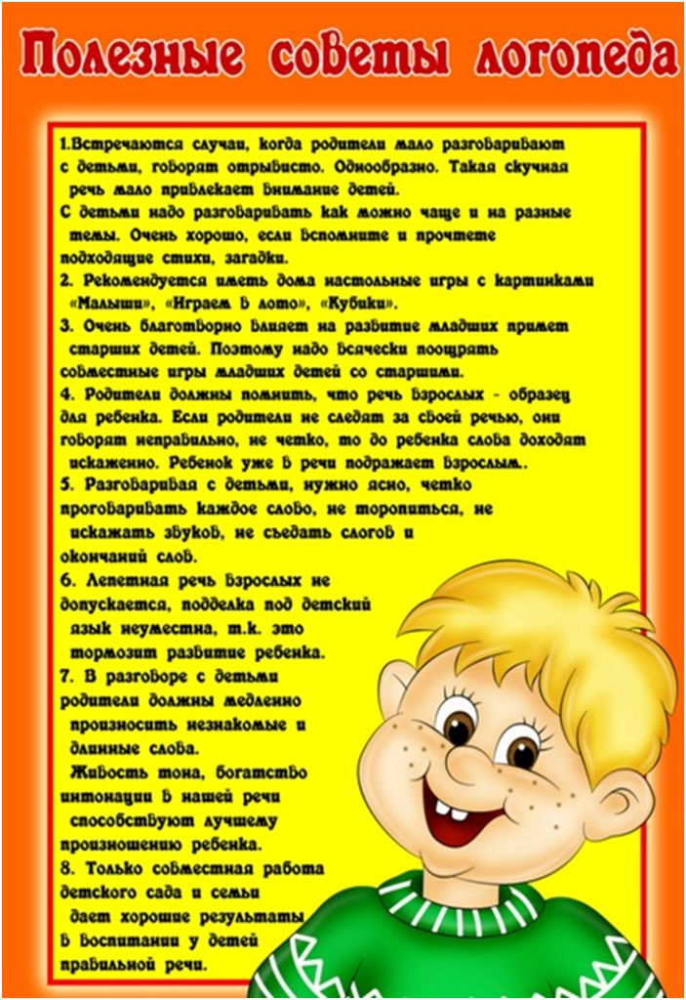 Полезные советы логопеда
1.Встречаются случаи, когда родители мало разговаривают
с детьми, говорят отрывисто. Однообразно. Такая скучная
речь мало привлекает внимание детей.
С детьми надо разговаривать как можно чаще и на разные
темы. Очень хорошо, если вспомните и прочтете
подходящие стихи, загадки.
2. Рекомендуется иметь дома настольные игры с картинками
«Малыши», «Играем в лото», «Кубики».
3. Очень благотворно влияет на развитие младших примет
старших детей. Поэтому надо всячески поощрять
совместные игры младших детей со старшими.
4. Родители должны помнить, что речь взрослых - образец
для ребенка. Если родители не следят за своей речью, они
говорят неправильно, не четко, то до ребенка слова доходят
искаженно. Ребенок уже в речи подражает взрослым..
5. Разговаривая с детьми, нужно ясно, четко
проговаривать каждое слово, не торопиться, не
искажать звуков, не съедать слогов и
окончаний слов.
6. Лепетная речь взрослых не
допускается, подделка под детский
язык неуместна, т.к. это
тормозит развитие ребенка.
7. В разговоре с детьми
родители должны медленно
произносить незнакомые и
длинные слова.
Живость тона, богатство
интонации в нашей речи
способствуют лучшему
произношению ребенка.
8. Только совместная работа
детского сада и семьи
дает хорошие результаты
в воспитании у детей
правильной речи.